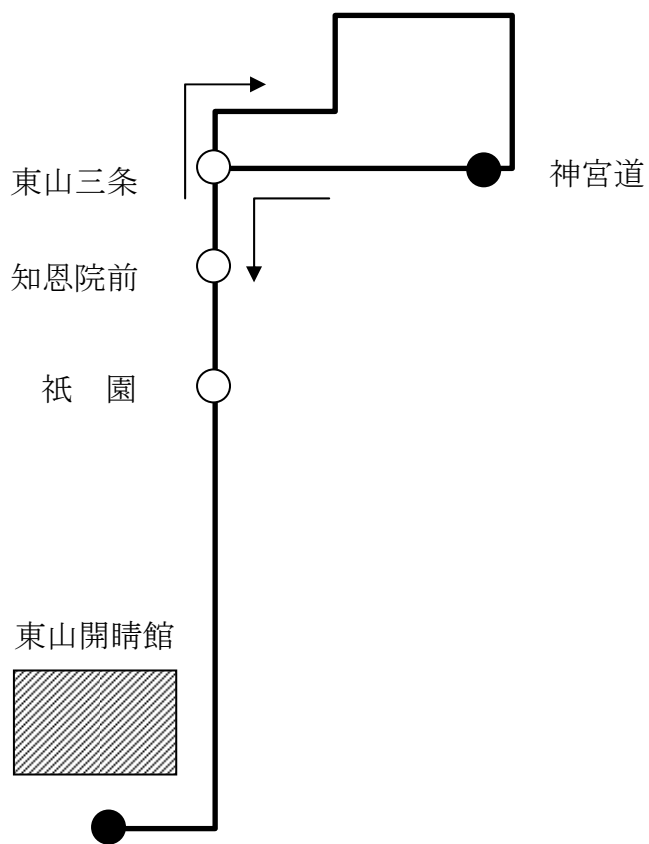 東山三条
神宮道
知恩院前
祇　園
東山開睛館